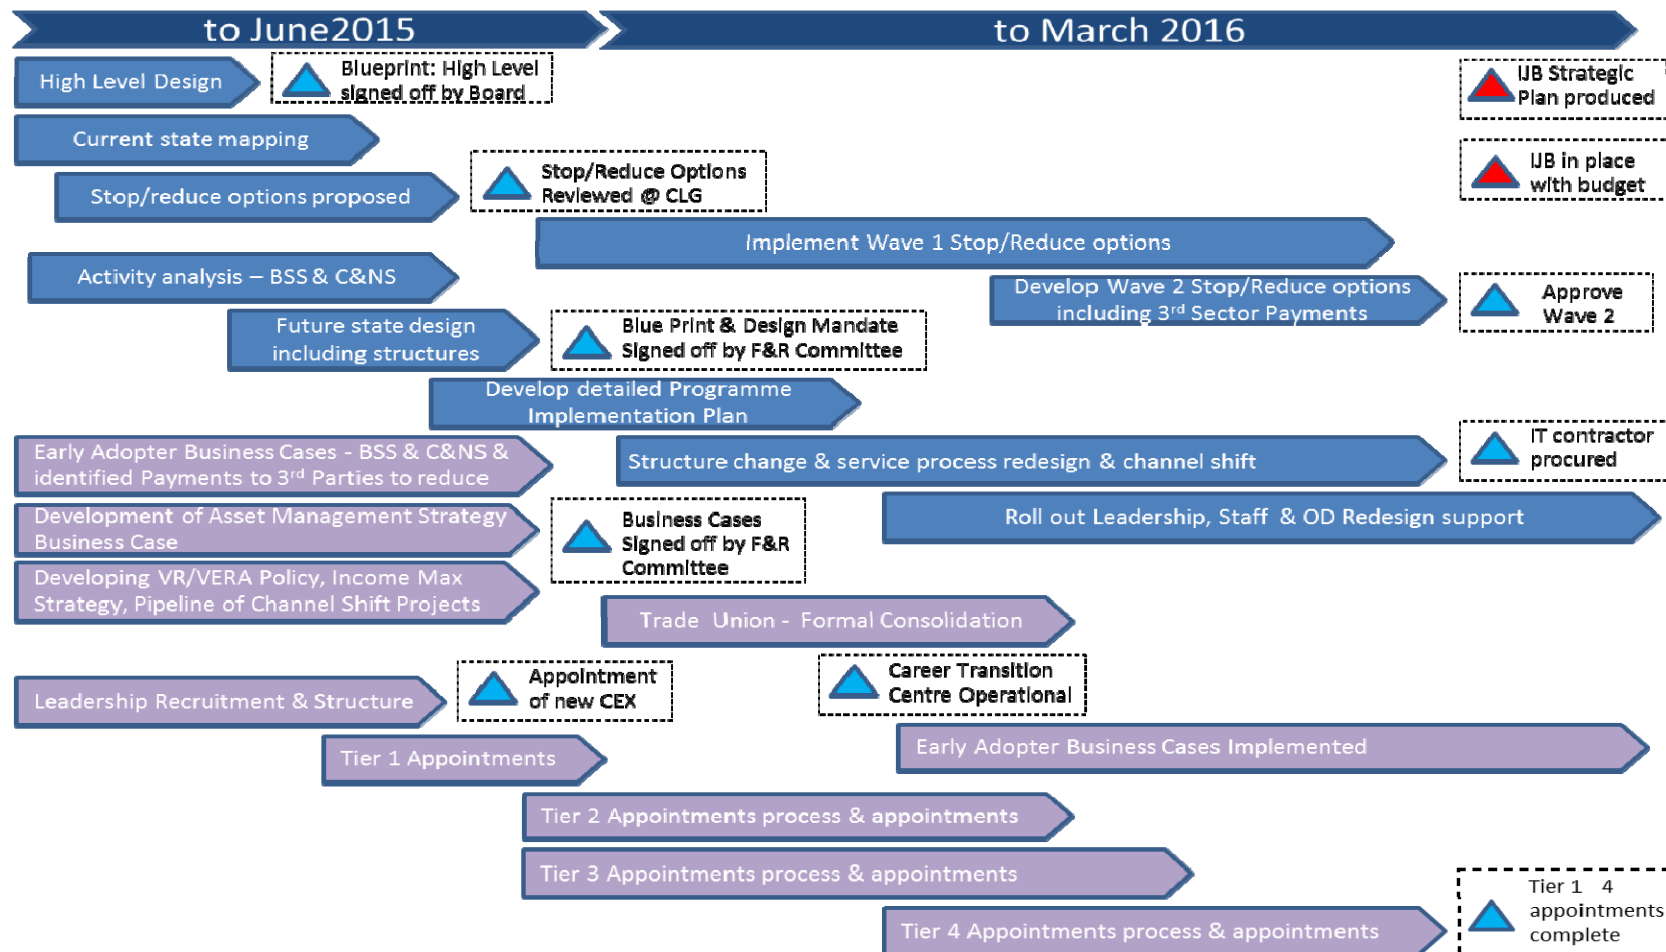 to June2015
to March 2016
High Level Design
Blueprint: High Level
signed off by Board
IJB Strategic
Plan produced
Current state mapping
Stop/reduce options proposed
Stop/Reduce Options
Reviewed @ CLG
IJB in place
with budget
Implement Wave 1 Stop/Reduce options
Activity analysis – BSS & C&NS
Develop Wave 2 Stop/Reduce options
including 3rd Sector Payments
Approve
Wave 2
Future state design
including structures
Blue Print & Design Mandate
Signed off by F&R Committee
Develop detailed Programme
Implementation Plan
Early Adopter Business Cases - BSS & C&NS &
identified Payments to 3rd Parties to reduce
Structure change & service process redesign & channel shift
IT contractor
procured
Development of Asset Management Strategy
Business Case
Business Cases
Signed off by F&R
Committee
Roll out Leadership, Staff & OD Redesign support
Developing VR/VERA Policy, Income Max
Strategy, Pipeline of Channel Shift Projects
Trade Union - Formal Consolidation
Leadership Recruitment & Structure
Appointment
of new CEX
Career Transition
Centre Operational
Tier 1 Appointments
Early Adopter Business Cases Implemented
Tier 2 Appointments process & appointments
Tier 3 Appointments process & appointments
Tier 4 Appointments process & appointments
Tier 1 4
appointments
complete